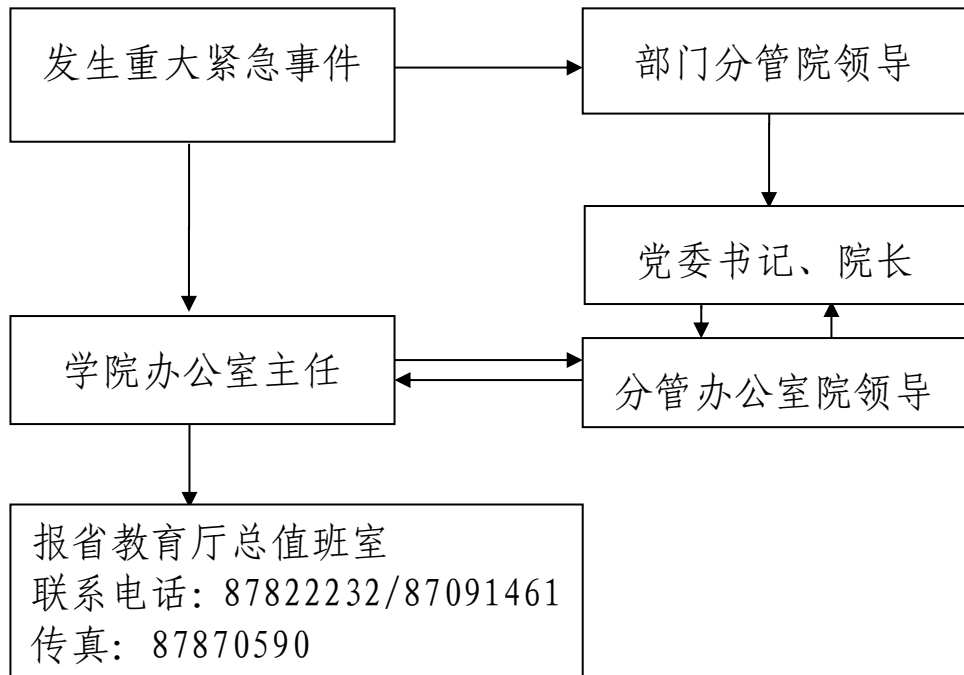 发生重大紧急事件
部门分管院领导
党委书记、院长
学院办公室主任
分管办公室院领导
报省教育厅总值班室
联系电话：87822232/87091461
传真：87870590